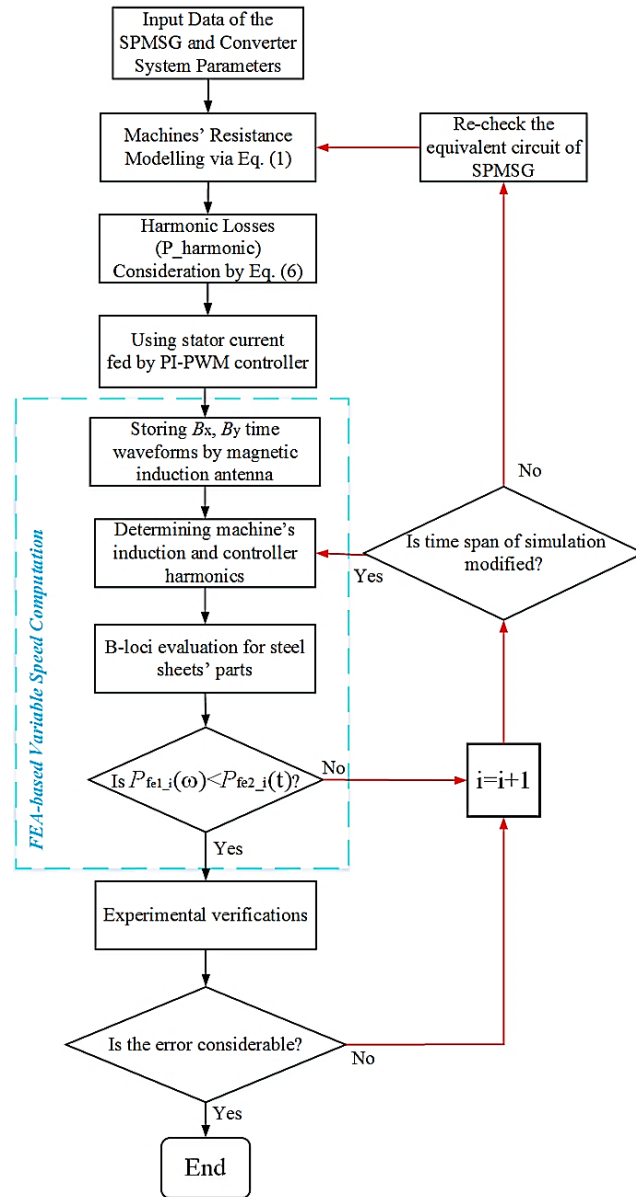 Input Data of the
SPMSG and Converter
System Parameters
Machines' Resistance
Modelling via Eq. (1)
Re-check the
equivalent circuit of
SPMSG
Harmonic Losses
(P_harmonic)
Consideration by Eq. (6)
Using stator current
fed by PI-PWM controller
FEA-based Variable Speed Computation
Storing Bx, By time
waveforms by magnetic
induction antenna
No
Is time span of simulation
modified?
Yes
Determining machine's
induction and controller
harmonics
B-loci evaluation for steel
sheets' parts
Is Pfe1_i(ω)<Pfe2_i(t)?
No
i=i+1
Yes
Experimental verifications
Is the error considerable?
No
Yes
End